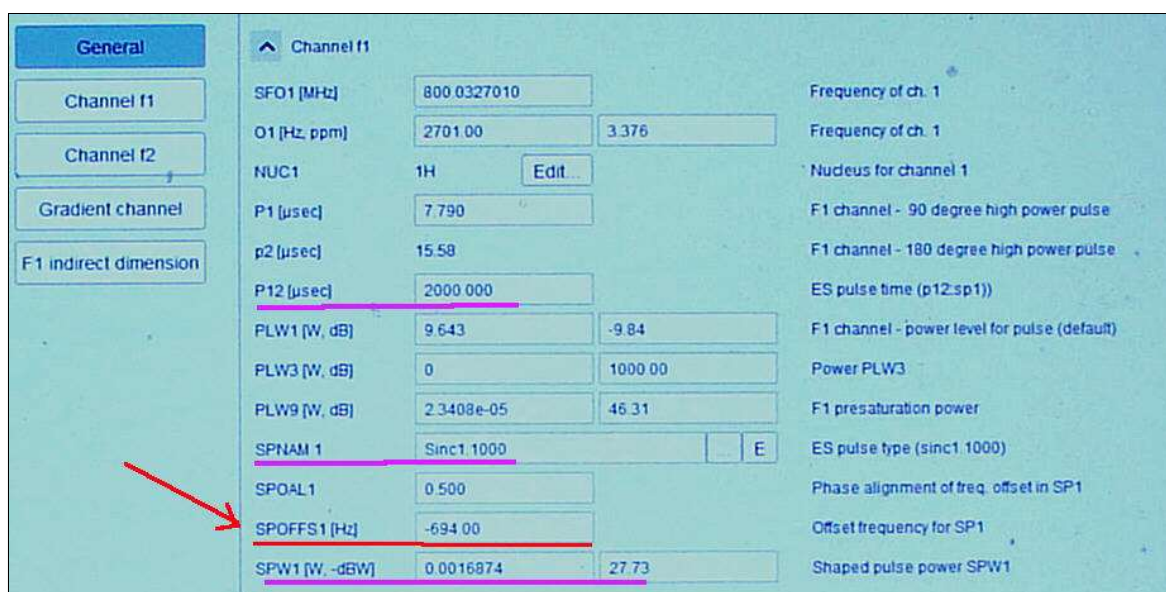 General
Channel f1
Channel f2
Gradient channel
F1 indirect dimension
Channel f1
SFO1 [MHz] 800.0327010 Frequency of ch. 1
O1 [Hz, ppm] 2701.00 3.376 Frequency of ch. 1
NUC1 1H Edit... Nucleus for channel 1
P1 [µsec] 7.790 F1 channel - 90 degree high power pulse
p2 [µsec] 15.58 F1 channel - 180 degree high power pulse
P12 [µsec] 2000.000 ES pulse time (p12:sp1))
PLW1 [W, dB] 9.643 -9.84 F1 channel - power level for pulse (default)
PLW3 [W, dB] 0 1000.00 Power PLW3
PLW9 [W, dB] 2.3408e-05 46.31 F1 presaturation power
SPNAM 1 Sinc1.1000 ... E ES pulse type (sinc1.1000)
SPOAL1 0.500 Phase alignment of freq. offset in SP1
SPOFFS1 [Hz] -694.00 Offset frequency for SP1
SPW1 [W, -dBW] 0.0016874 27.73 Shaped pulse power SPW1